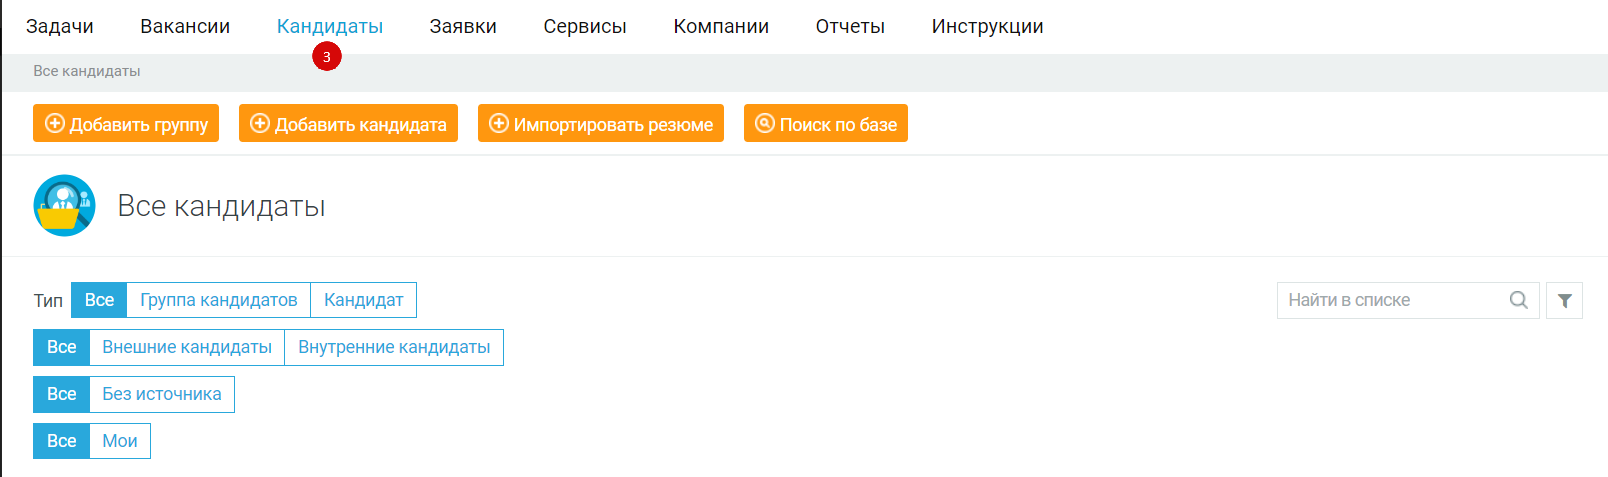 Задачи Вакансии Кандидаты Заявки Сервисы Компании Отчеты Инструкции
3
Все кандидаты
Добавить группу Добавить кандидата Импортировать резюме Поиск по базе
Все кандидаты
Тип Все Группа кандидатов Кандидат Найти в списке
Все Внешние кандидаты Внутренние кандидаты
Все Без источника
Все Мои